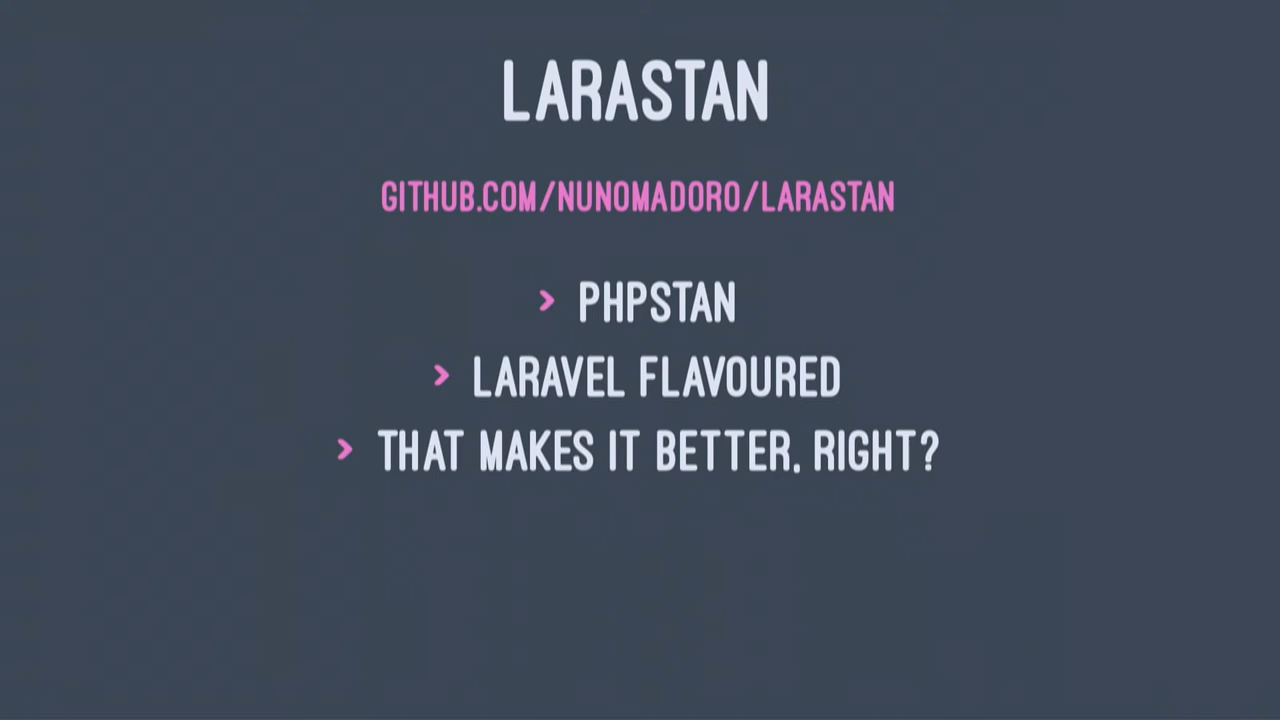 LARASTAN
GITHUB.COM/NUNOMADORO/LARASTAN
> PHPSTAN
> LARAVEL FLAVOURED
> THAT MAKES IT BETTER, RIGHT?